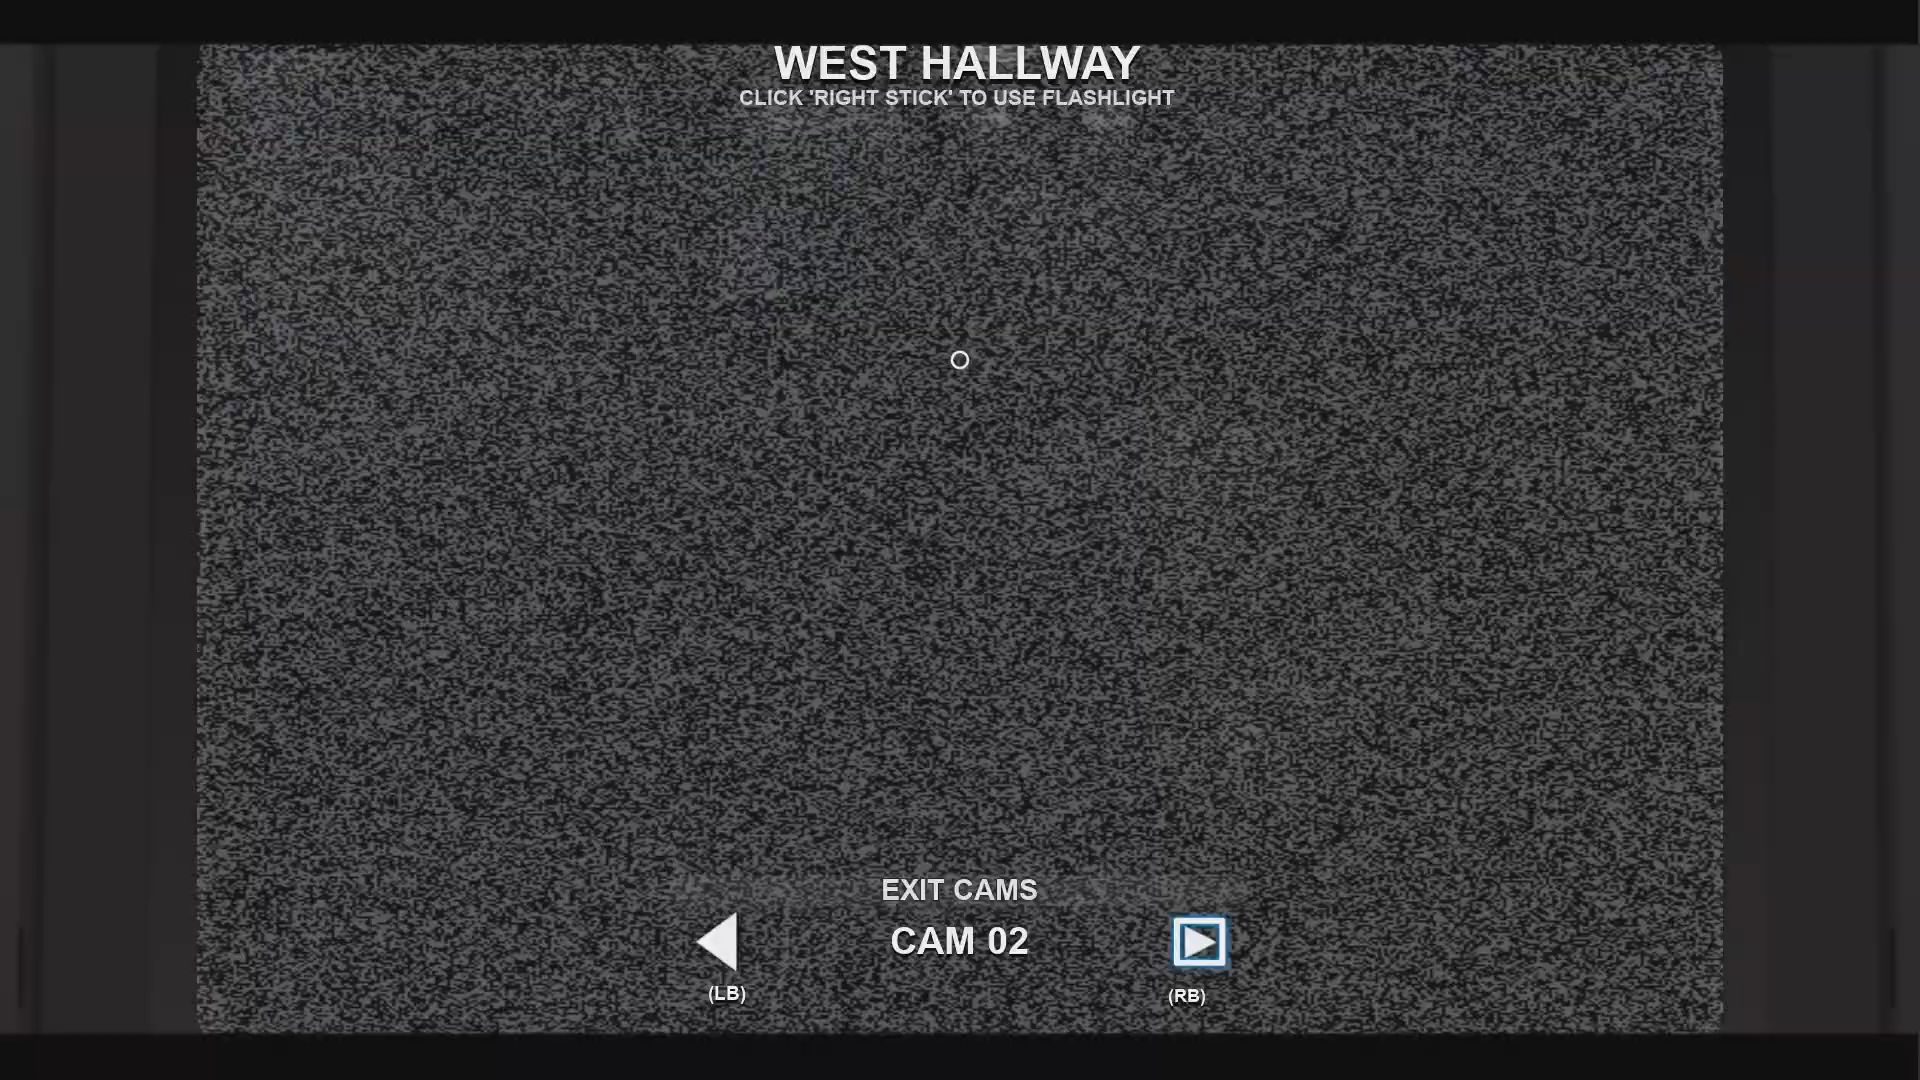 WEST HALLWAY
CLICK 'RIGHT STICK' TO USE FLASHLIGHT
EXIT CAMS
CAM 02
(LB)
(RB)